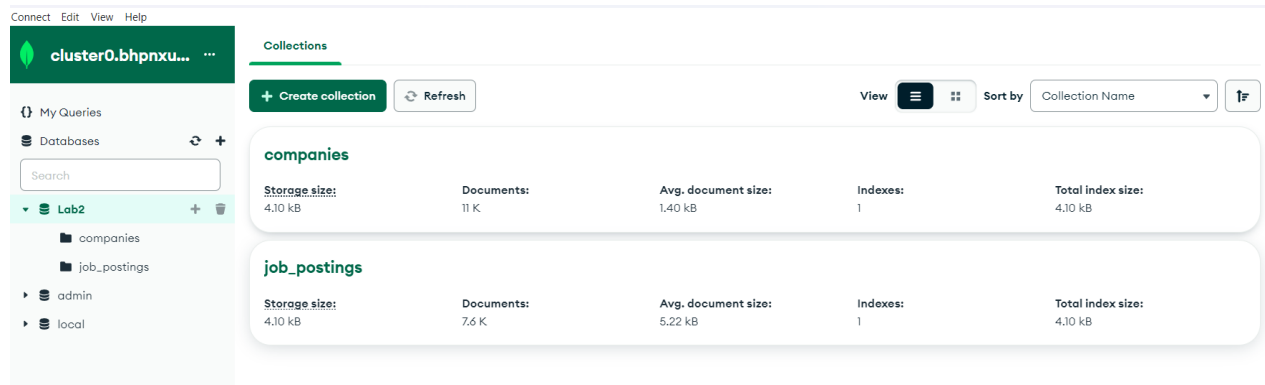 Connect Edit View Help
cluster0.bhpnxu... ...
{} My Queries
Databases
Search
Lab2
companies
job_postings
admin
local
Collections
+ Create collection Refresh View Sort by Collection Name
companies
Storage size: Documents: Avg. document size: Indexes: Total index size:
4.10 kB 11 K 1.40 kB 1 4.10 kB
job_postings
Storage size: Documents: Avg. document size: Indexes: Total index size:
4.10 kB 7.6 K 5.22 kB 1 4.10 kB